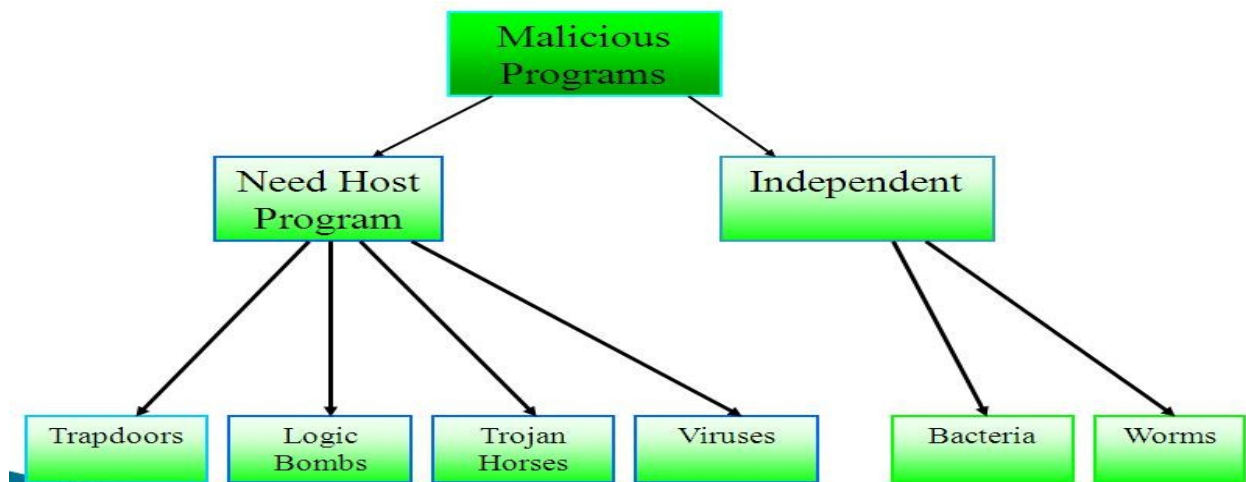 Malicious
Programs
Need Host
Program
Independent
Trapdoors
Logic
Bombs
Trojan
Horses
Viruses
Bacteria
Worms